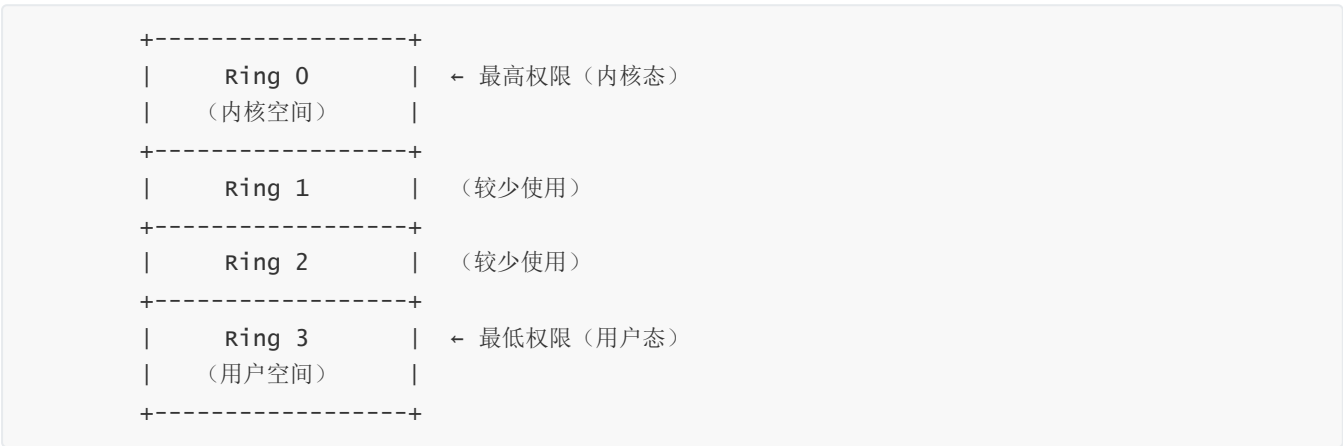 +------------------+
|     Ring 0       |  ← 最高权限（内核态）
|   （内核空间）     |
+------------------+
|     Ring 1       | （较少使用）
+------------------+
|     Ring 2       | （较少使用）
+------------------+
|     Ring 3       |  ← 最低权限（用户态）
|   （用户空间）     |
+------------------+